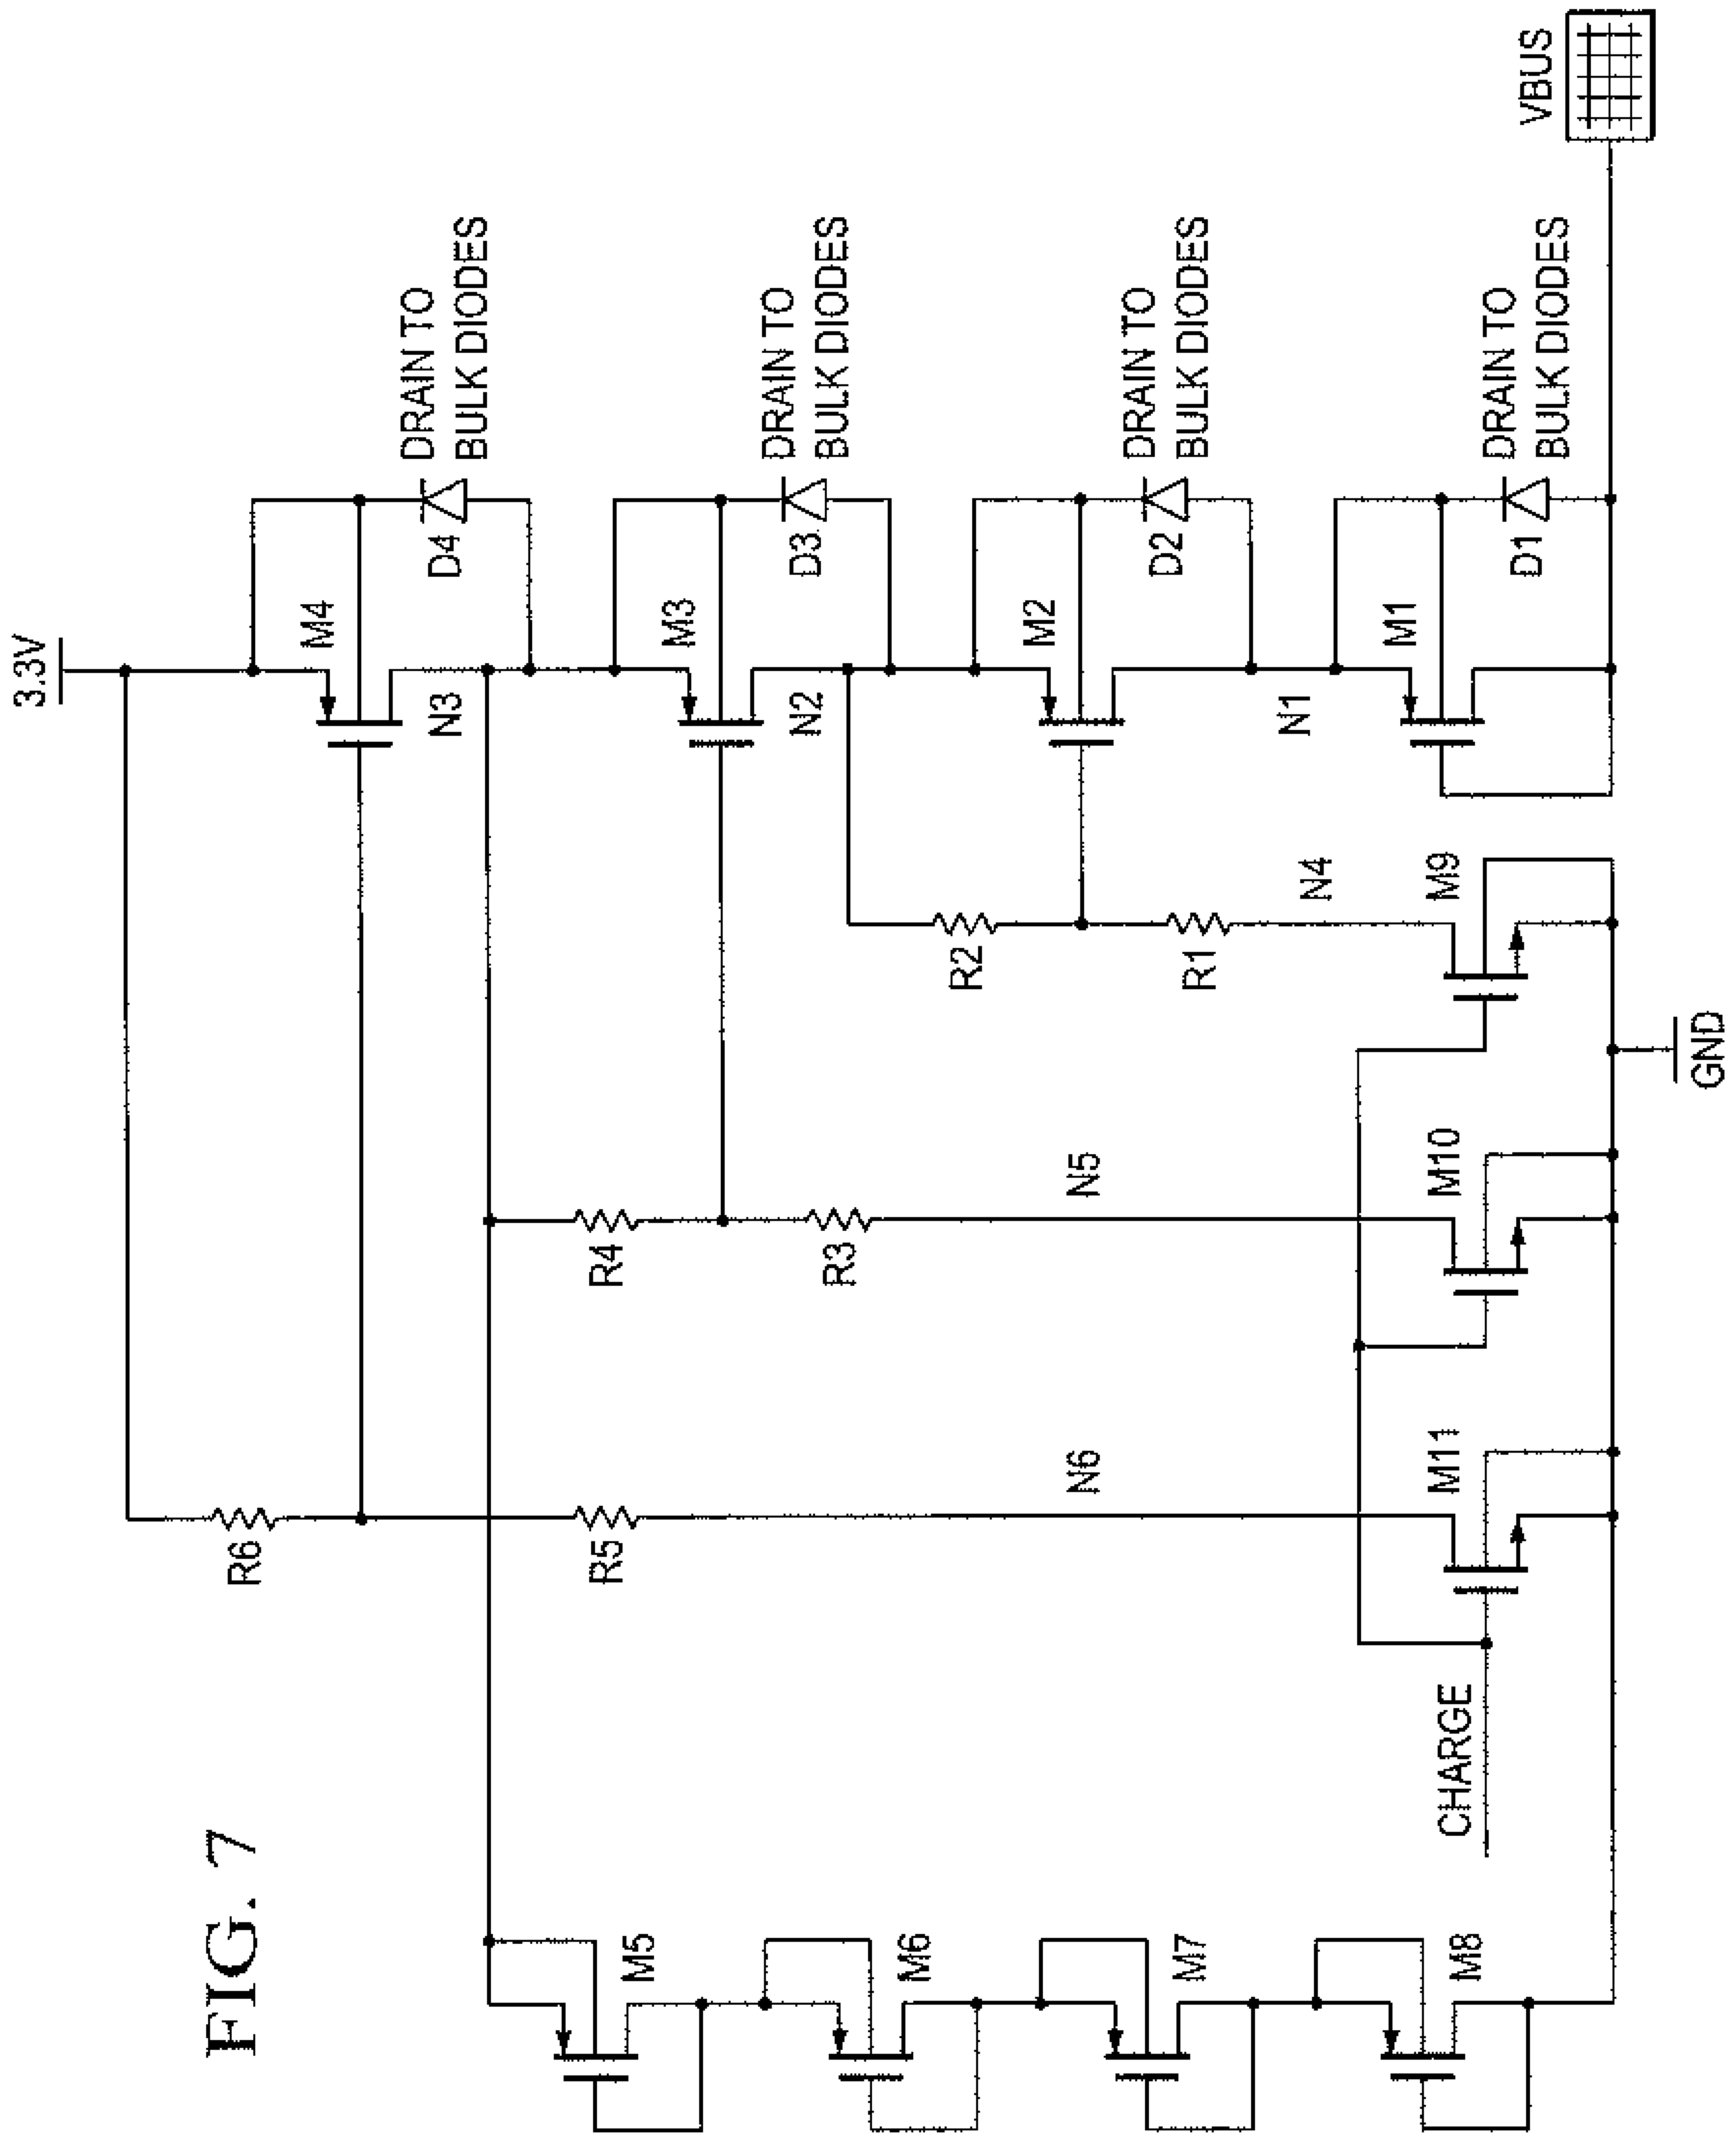 FIG. 7
3.3V
M4
D4
DRAIN TO
BULK DIODES
N3
M3
D3
DRAIN TO
BULK DIODES
N2
M2
D2
DRAIN TO
BULK DIODES
N1
M1
D1
DRAIN TO
BULK DIODES
VBUS
R6
R5
N6
M11
R4
R3
N5
M10
R2
R1
N4
M9
GND
CHARGE
M5
M6
M7
M8